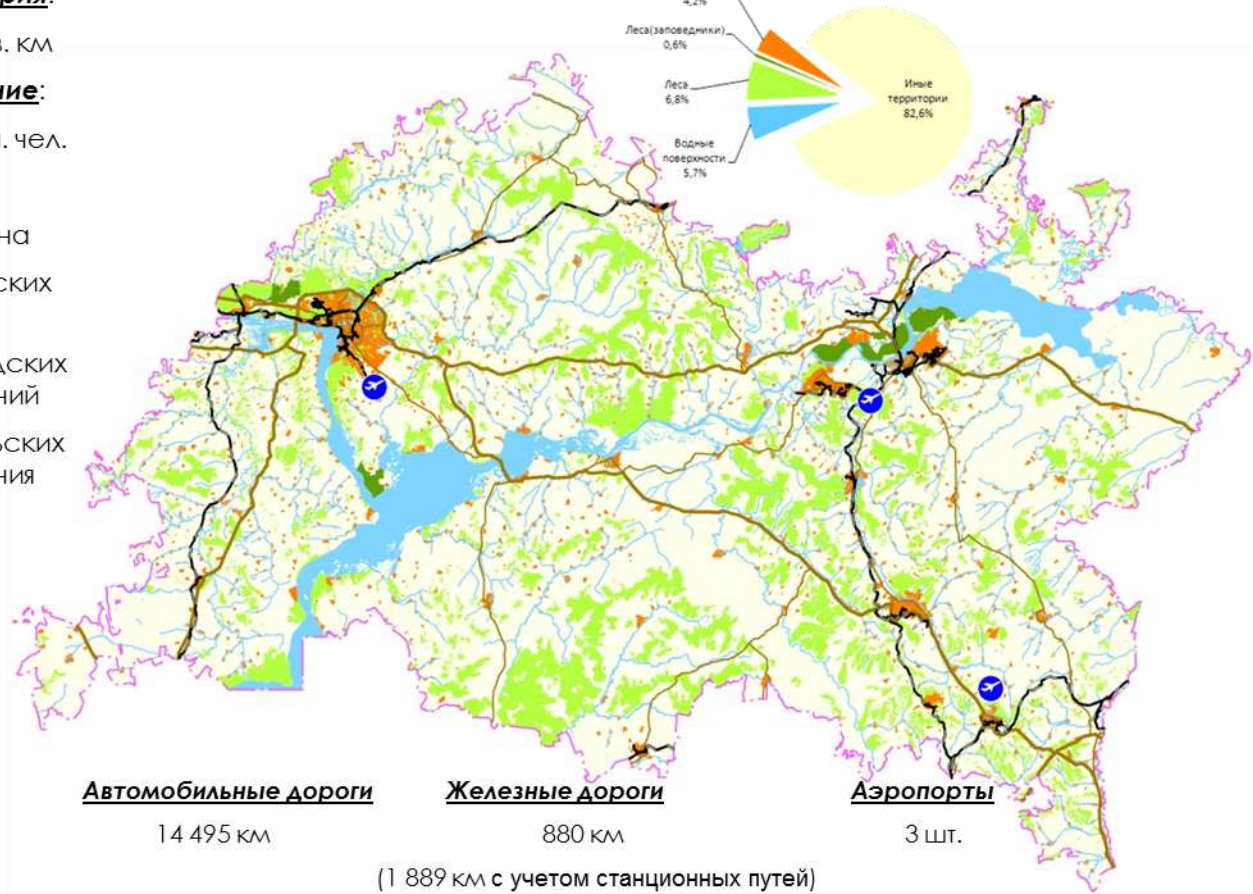 рия:
в. км
ние:
. чел.
на
ских
дских
ний
ьских
ния
4,2%
Леса(заповедники)
0,6%
Леса
6,8%
Водные
поверхности
5,7%
Иные
территории
82,6%
Автомобильные дороги
14 495 км
Железные дороги
880 км
(1 889 км с учетом станционных путей)
Аэропорты
3 шт.